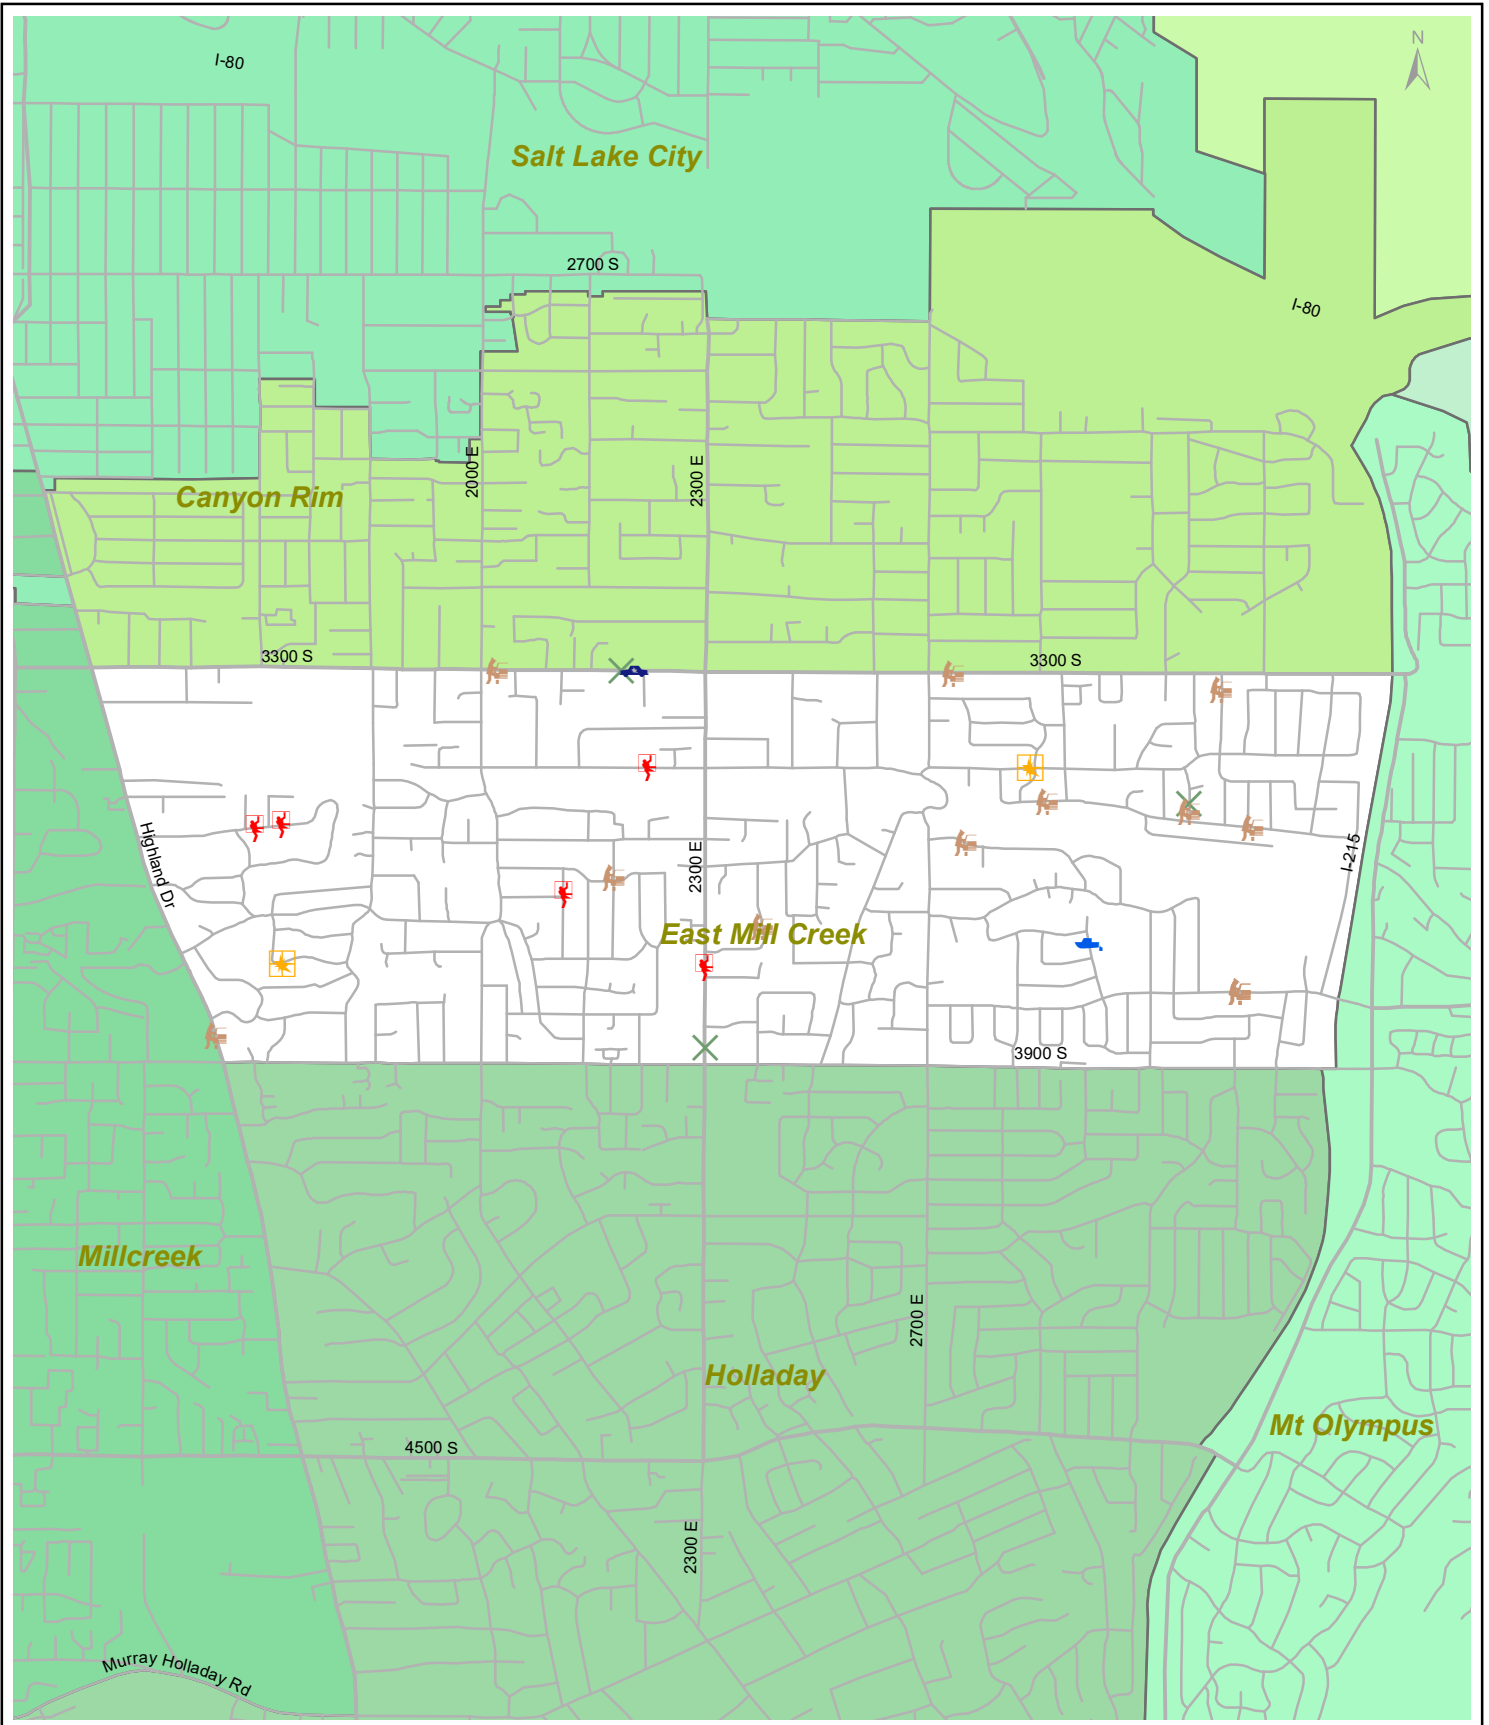 N
I-80
Salt Lake City
2700 S
I-80
2000 E
2300 E
Canyon Rim
3300 S
3300 S
Highland Dr
2300 E
I-215
East Mill Creek
3900 S
Millcreek
2700 E
Holladay
Mt Olympus
4500 S
2300 E
Murray Holladay Rd